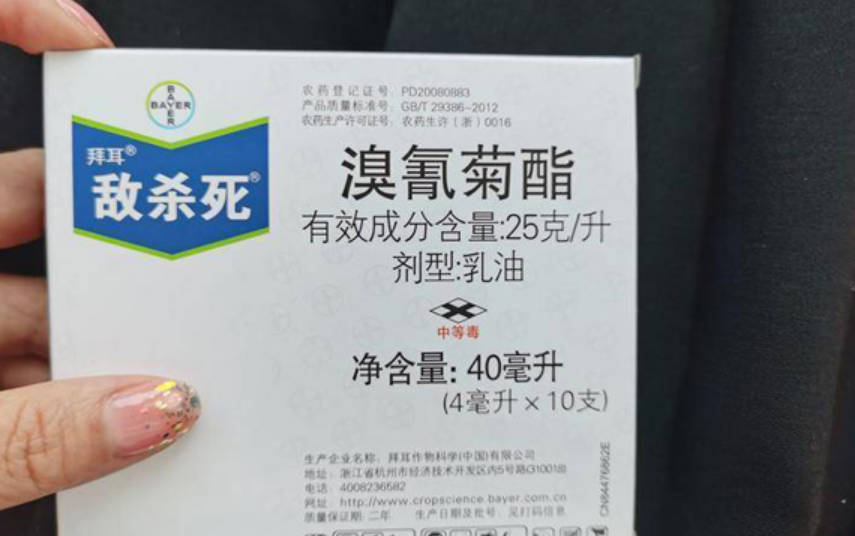 BAYER
BAYER
拜耳®
敌杀死®
农药登记证号: PD20080883
产品质量标准号: GB/T 29386-2012
农药生产许可证号: 农药生许（浙）0016
溴氰菊酯
有效成分含量:25克/升
剂型:乳油
中等毒
净含量: 40毫升
(4毫升×10支)
生产企业名称: 拜耳作物科学(中国)有限公司
地址: 浙江省杭州市经济技术开发区内5号路(310018)
电话: 4008236582
网址: http://www.cropscience.bayer.com.cn
质量保证期: 二年 生产日期及批号: 见打码信息
CN84476862E